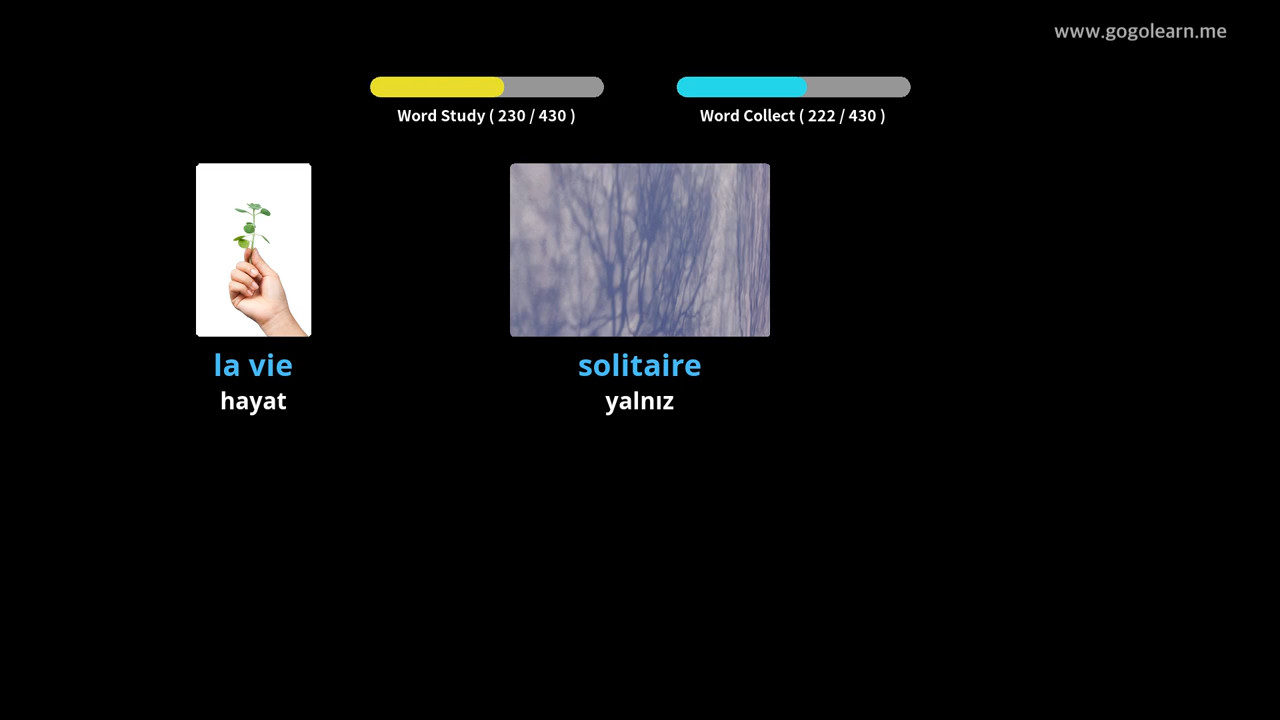 www.gogolearn.me
Word Study ( 230 / 430 )
Word Collect ( 222 / 430 )
la vie
hayat
solitaire
yalnız